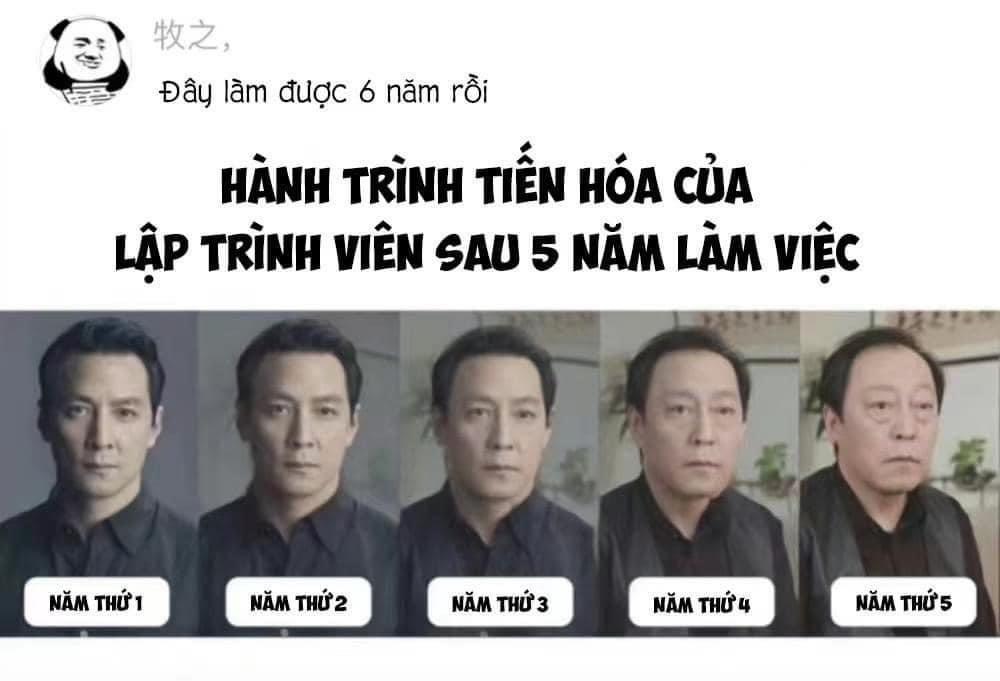 牧之,
Đây làm được 6 năm rồi
HÀNH TRÌNH TIẾN HÓA CỦA
LẬP TRÌNH VIÊN SAU 5 NĂM LÀM VIỆC
NĂM THỨ 1
NĂM THỨ 2
NĂM THỨ 3
NĂM THỨ 4
NĂM THỨ 5